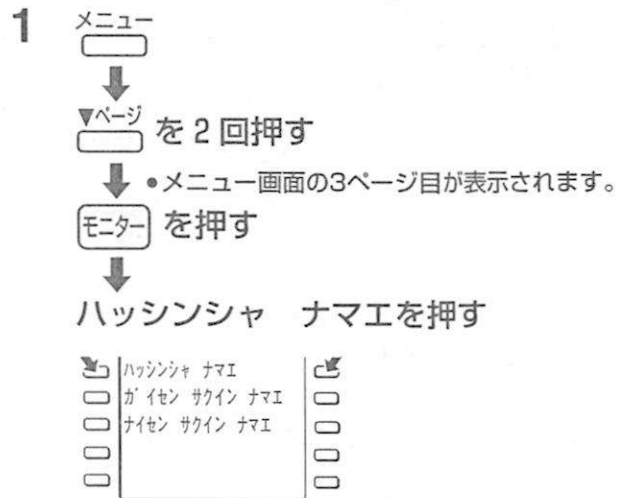 1 メニュー
▼ページ を2回押す
•メニュー画面の3ページ目が表示されます。
モニター を押す
ハッシンシャ ナマエを押す
ハッシンシャ ナマエ
ガイセン サクイン ナマエ
ナイセン サクイン ナマエ